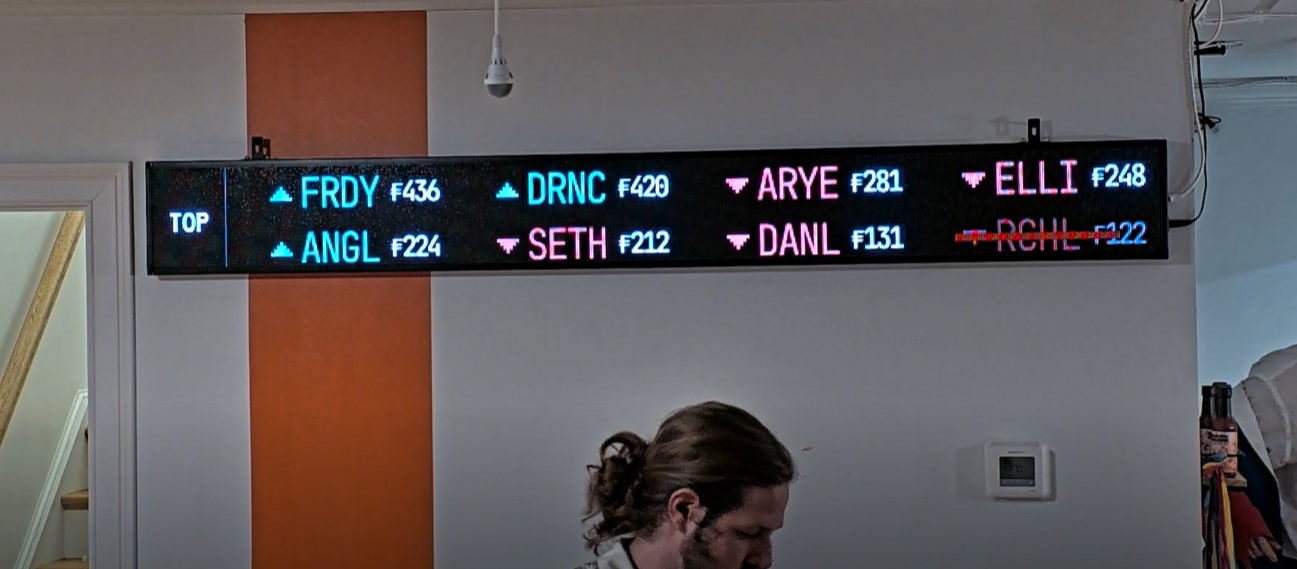 TOP
▲ FRDY ₣436 ▲ DRNC ₣420 ▼ ARYE ₣281 ▼ ELLI ₣248
▲ ANGL ₣224 ▼ SETH ₣212 ▼ DANL ₣131 ▼ RCHL ₣122